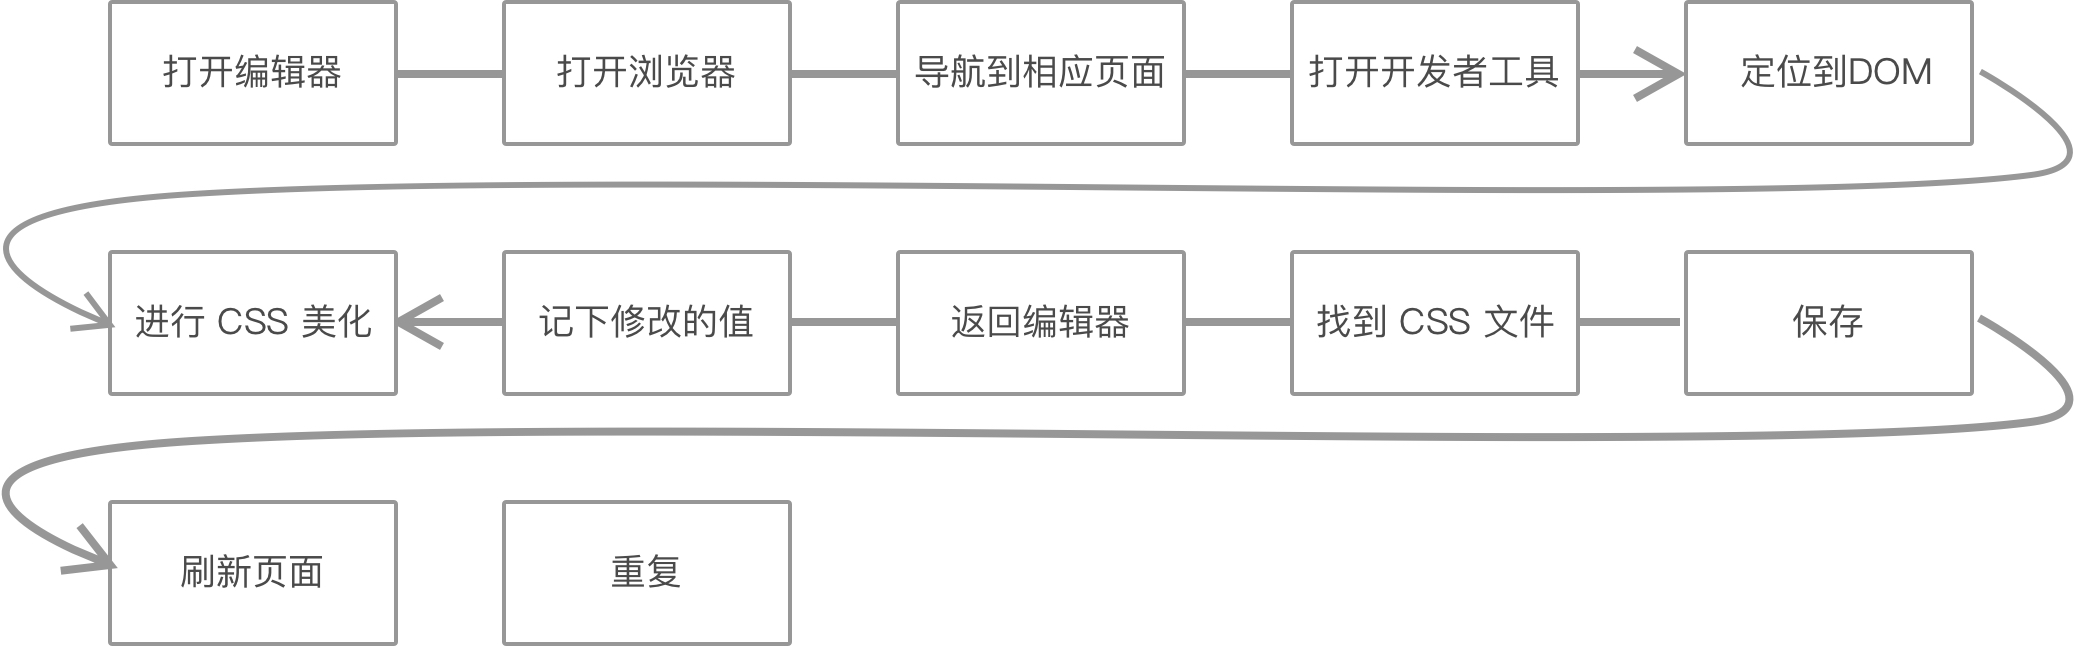 打开编辑器
打开浏览器
导航到相应页面
打开开发者工具
定位到DOM
进行 CSS 美化
记下修改的值
返回编辑器
找到 CSS 文件
保存
刷新页面
重复